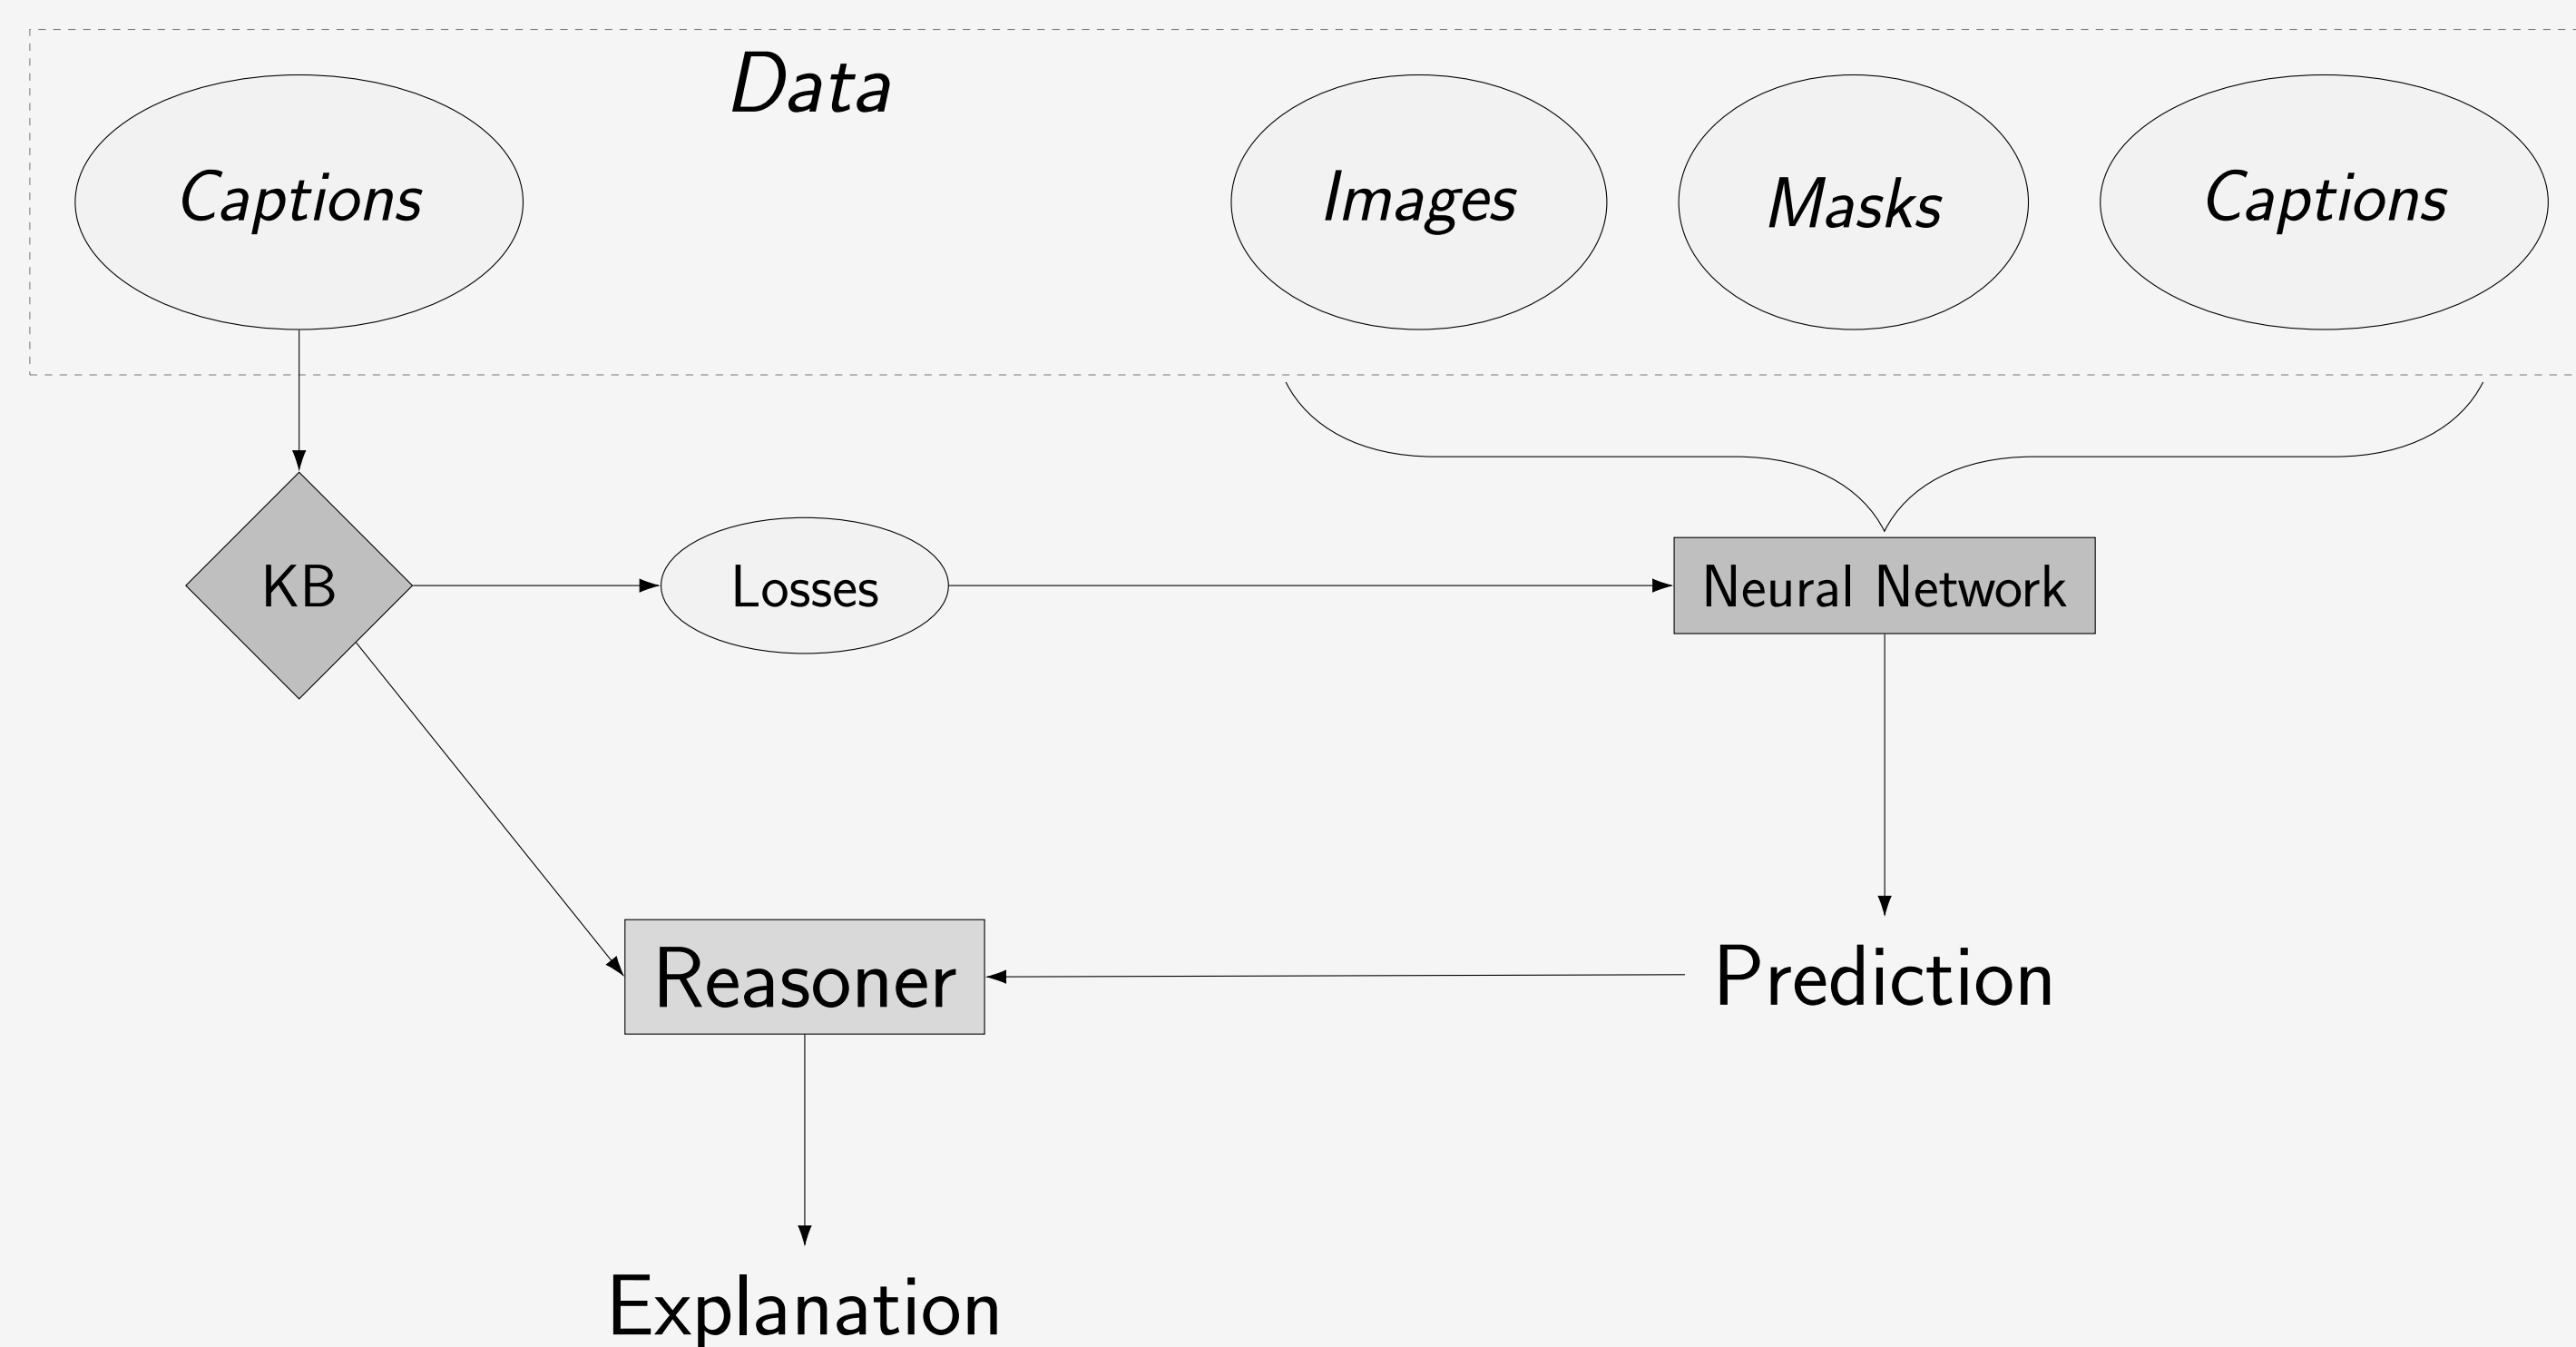 Data
Captions
Images
Masks
Captions
KB
Losses
Neural Network
Reasoner
Prediction
Explanation